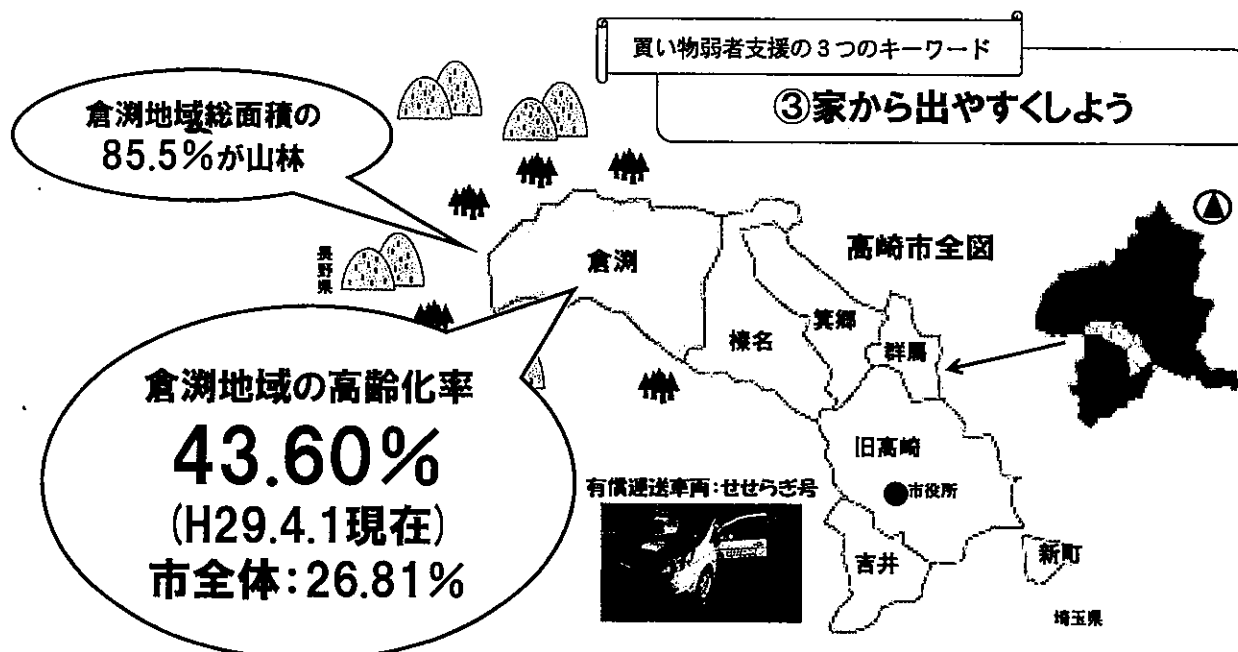 買い物弱者支援の3つのキーワード
③家から出やすくしよう
倉渕地域総面積の
85.5%が山林
長野県
倉渕
高崎市全図
榛名
箕郷
群馬
倉渕地域の高齢化率
43.60%
(H29.4.1現在)
市全体:26.81%
旧高崎
市役所
有償運送車両:せせらぎ号
吉井
新町
埼玉県